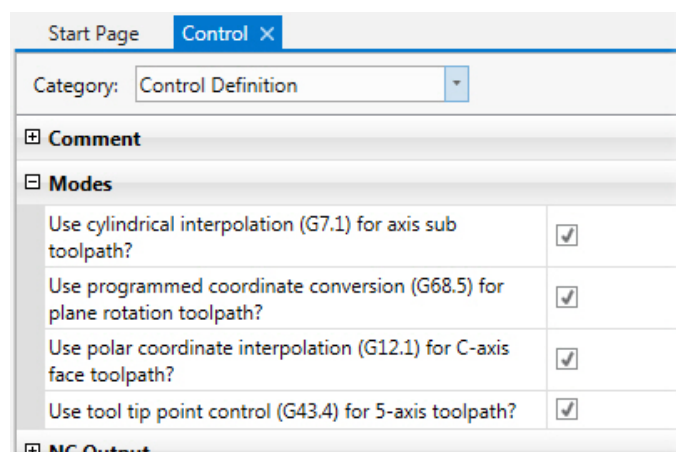 Start Page Control ×
Category: Control Definition
Comment
Modes
Use cylindrical interpolation (G7.1) for axis sub
toolpath?
Use programmed coordinate conversion (G68.5) for
plane rotation toolpath?
Use polar coordinate interpolation (G12.1) for C-axis
face toolpath?
Use tool tip point control (G43.4) for 5-axis toolpath?
NC Output